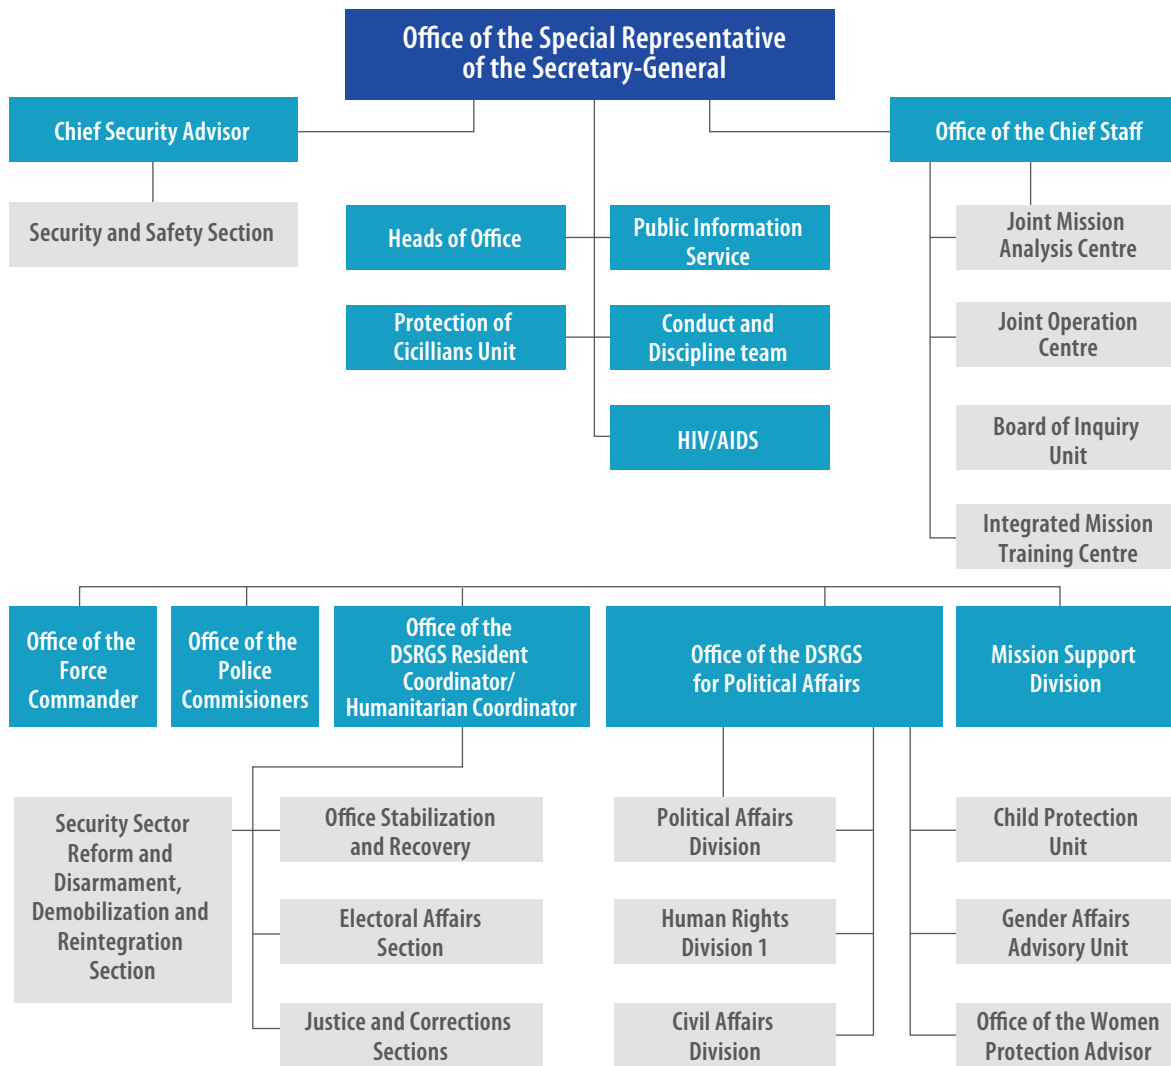 Office of the Special Representative
of the Secretary-General
Chief Security Advisor
Office of the Chief Staff
Security and Safety Section
Heads of Office
Public Information
Service
Joint Mission
Analysis Centre
Protection of
Cicillians Unit
Conduct and
Discipline team
Joint Operation
Centre
HIV/AIDS
Board of Inquiry
Unit
Integrated Mission
Training Centre
Office of the
Force
Commander
Office of the
Police
Commisioners
Office of the
DSRGS Resident
Coordinator/
Humanitarian Coordinator
Office of the DSRGS
for Political Affairs
Mission Support
Division
Security Sector
Reform and
Disarmament,
Demobilization and
Reintegration
Section
Office Stabilization
and Recovery
Political Affairs
Division
Child Protection
Unit
Electoral Affairs
Section
Human Rights
Division 1
Gender Affairs
Advisory Unit
Justice and Corrections
Sections
Civil Affairs
Division
Office of the Women
Protection Advisor